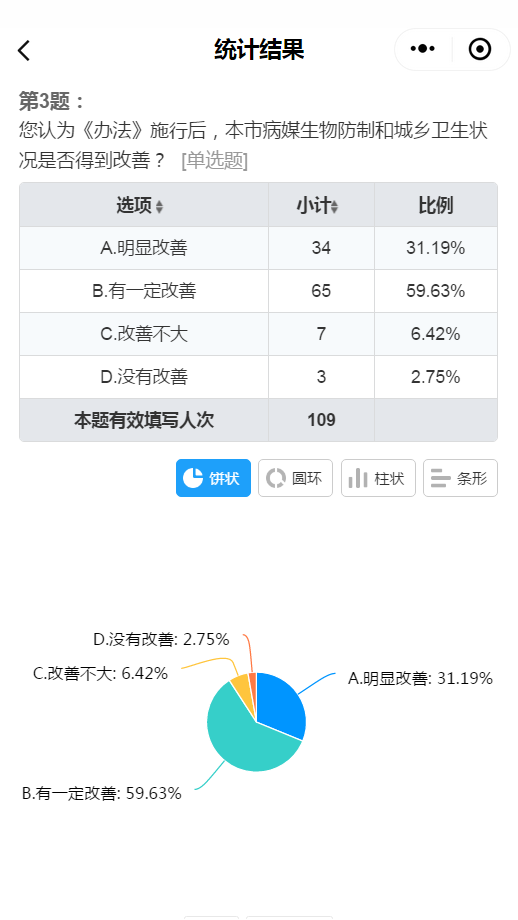 统计结果
第3题：
您认为《办法》施行后，本市病媒生物防制和城乡卫生状
况是否得到改善？ [单选题]
选项 小计 比例
A.明显改善 34 31.19%
B.有一定改善 65 59.63%
C.改善不大 7 6.42%
D.没有改善 3 2.75%
本题有效填写人次 109
饼状 圆环 柱状 条形
D.没有改善: 2.75%
C.改善不大: 6.42%
A.明显改善: 31.19%
B.有一定改善: 59.63%